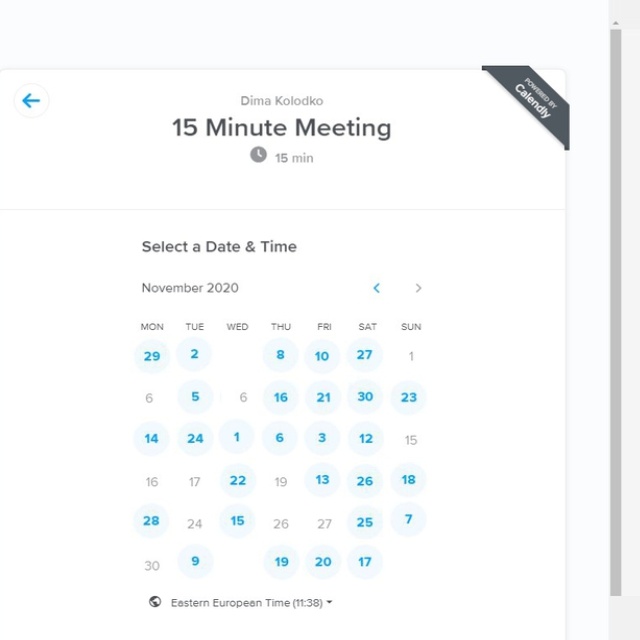 POWERED BY
Calendly
Dima Kolodko
15 Minute Meeting
15 min
Select a Date & Time
November 2020
MON TUE WED THU FRI SAT SUN
29 2 8 10 27 1
6 5 6 16 21 30 23
14 24 1 6 3 12 15
16 17 22 19 13 26 18
28 24 15 26 27 25 7
30 9 19 20 17
Eastern European Time (11:38)